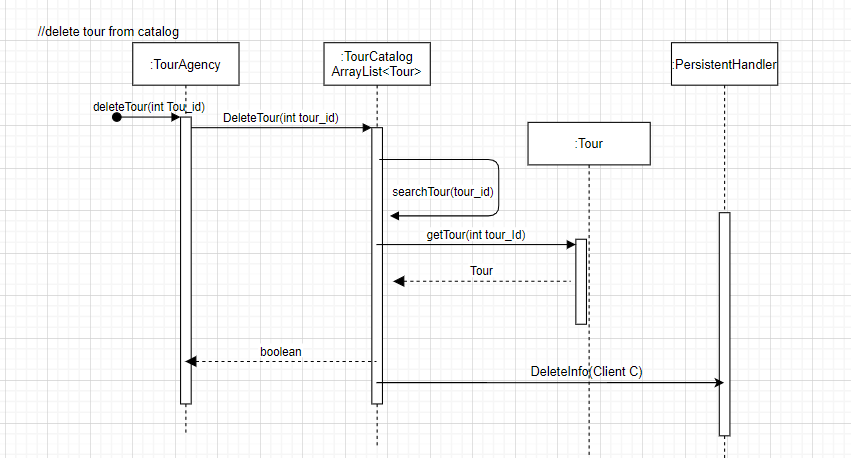 //delete tour from catalog
:TourAgency
:TourCatalog
ArrayList<Tour>
:PersistentHandler
deleteTour(int Tou_id)
DeleteTour(int tour_id)
:Tour
searchTour(tour_id)
getTour(int tour_Id)
Tour
boolean
DeleteInfo(Client C)